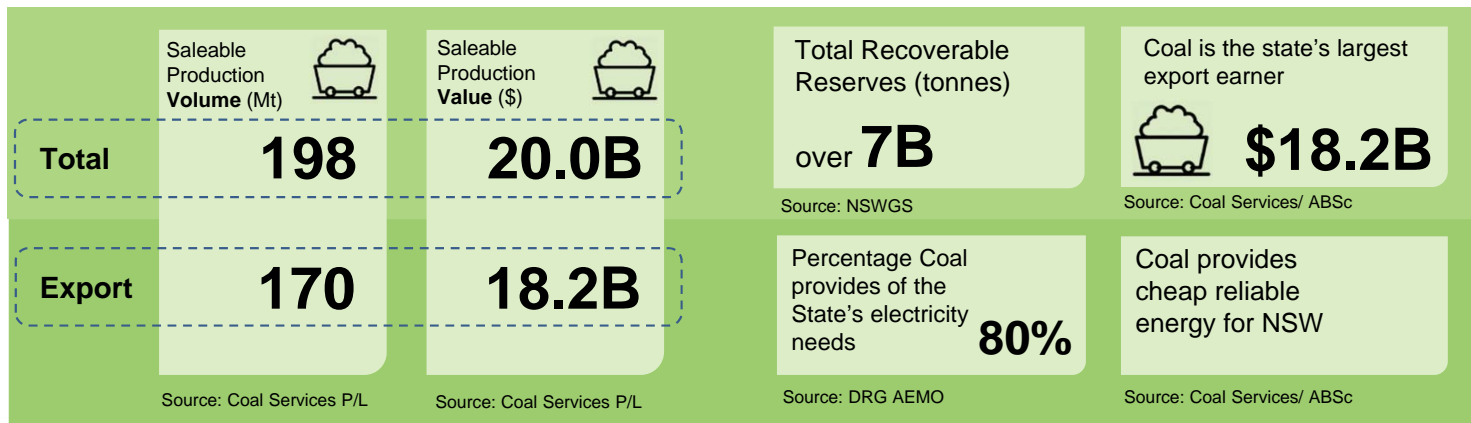 Saleable
Production
Volume (Mt)
Saleable
Production
Value ($)
Total
198
20.0B
Export
170
18.2B
Source: Coal Services P/L
Source: Coal Services P/L
Total Recoverable
Reserves (tonnes)
over 7B
Source: NSWGS
Coal is the state's largest
export earner
$18.2B
Source: Coal Services/ ABSc
Percentage Coal
provides of the
State's electricity
needs
80%
Source: DRG AEMO
Coal provides
cheap reliable
energy for NSW
Source: Coal Services/ ABSc